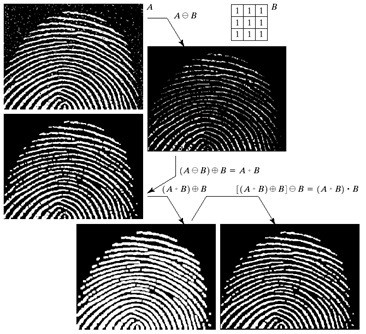 A
A ⊖ B
B
1 1 1
1 1 1
1 1 1
(A ⊖ B) ⊕ B = A ∘ B
(A ∘ B) ⊕ B
[(A ∘ B) ⊕ B] ⊖ B = (A ∘ B) • B